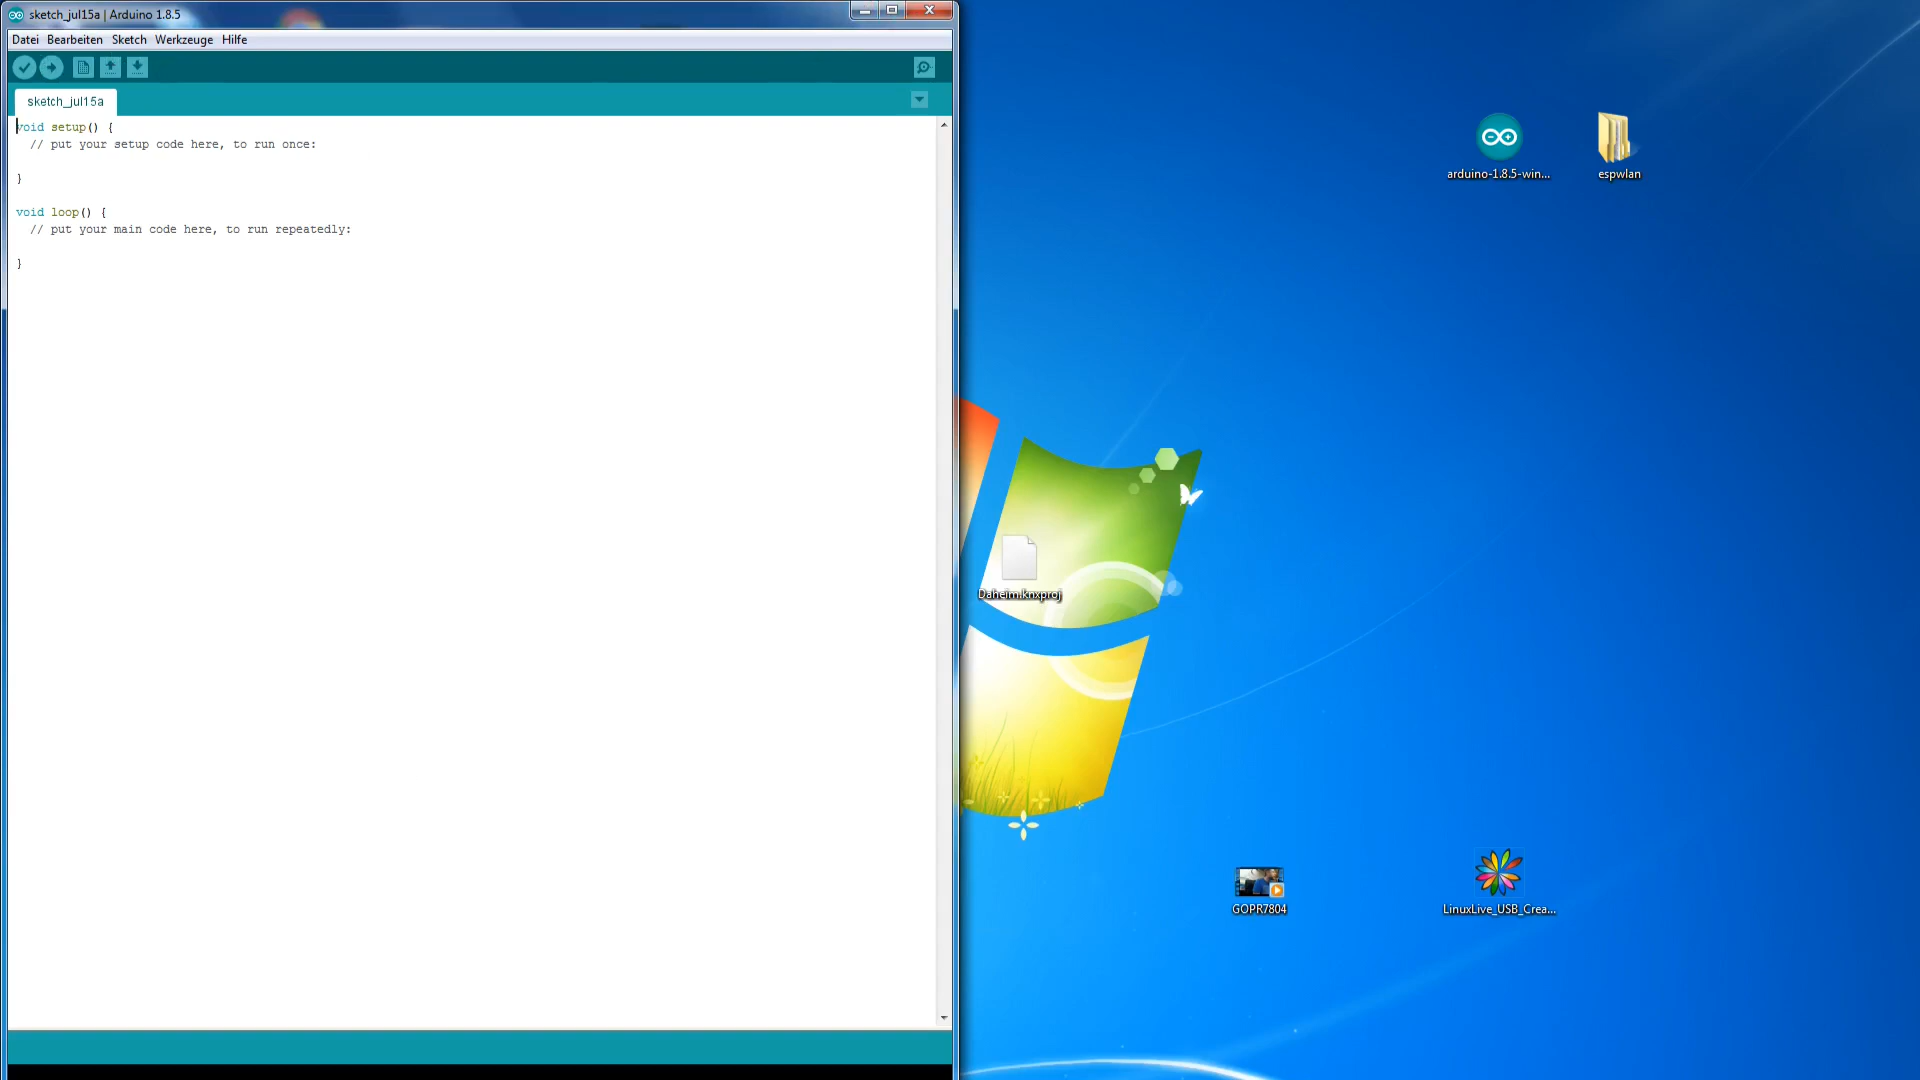 sketch_jul15a | Arduino 1.8.5
Datei Bearbeiten Sketch Werkzeuge Hilfe
sketch_jul15a
void setup() {
// put your setup code here, to run once:
}
void loop() {
// put your main code here, to run repeatedly:
}
arduino-1.8.5-win...
espwlan
Daheim.knxproj
GOPR7804
LinuxLive_USB_Crea...